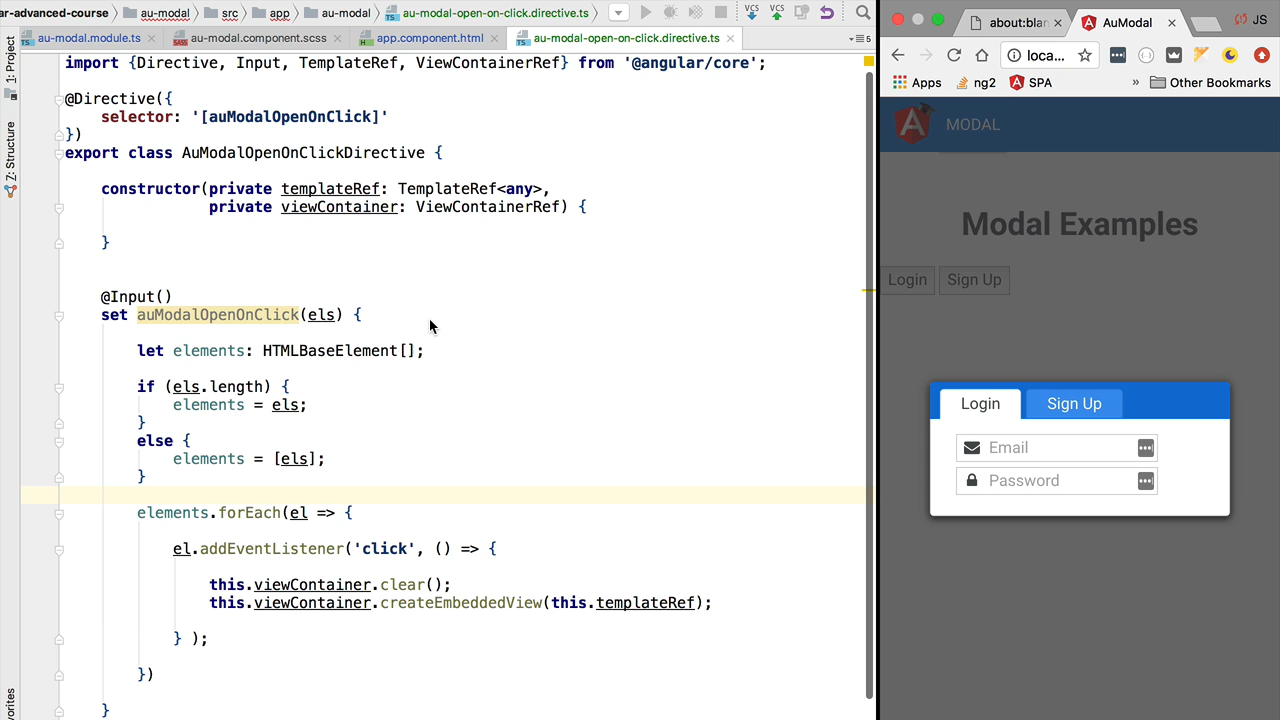 ar-advanced-course
au-modal
src
app
au-modal
au-modal-open-on-click.directive.ts
au-modal.module.ts
au-modal.component.scss
app.component.html
au-modal-open-on-click.directive.ts
5
1: Project
Z: Structure
vorites
import {Directive, Input, TemplateRef, ViewContainerRef} from '@angular/core';
@Directive({
selector: '[auModalOpenOnClick]'
})
export class AuModalOpenOnClickDirective {
constructor(private templateRef: TemplateRef<any>,
private viewContainer: ViewContainerRef) {
}
@Input()
set auModalOpenOnClick(els) {
let elements: HTMLBaseElement[];
if (els.length) {
elements = els;
}
else {
elements = [els];
}
elements.forEach(el => {
el.addEventListener('click', () => {
this.viewContainer.clear();
this.viewContainer.createEmbeddedView(this.templateRef);
} );
})
}
VCS
VCS
about:blan
AuModal
JS
loca...
Apps
ng2
SPA
»
Other Bookmarks
MODAL
Modal Examples
Login
Sign Up
Login
Sign Up
Email
Password